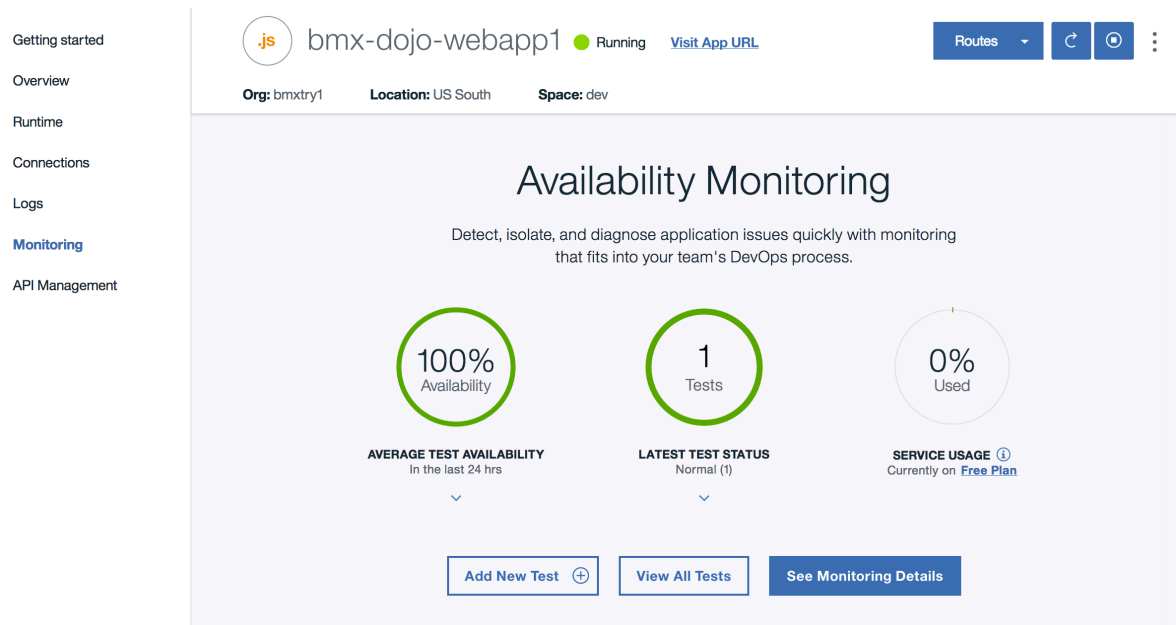 Getting started
Overview
Runtime
Connections
Logs
Monitoring
API Management
.js
bmx-dojo-webapp1
Running
Visit App URL
Routes
Org: bmxtry1
Location: US South
Space: dev
Availability Monitoring
Detect, isolate, and diagnose application issues quickly with monitoring
that fits into your team's DevOps process.
100%
Availability
AVERAGE TEST AVAILABILITY
In the last 24 hrs
1
Tests
LATEST TEST STATUS
Normal (1)
0%
Used
SERVICE USAGE i
Currently on Free Plan
Add New Test
View All Tests
See Monitoring Details